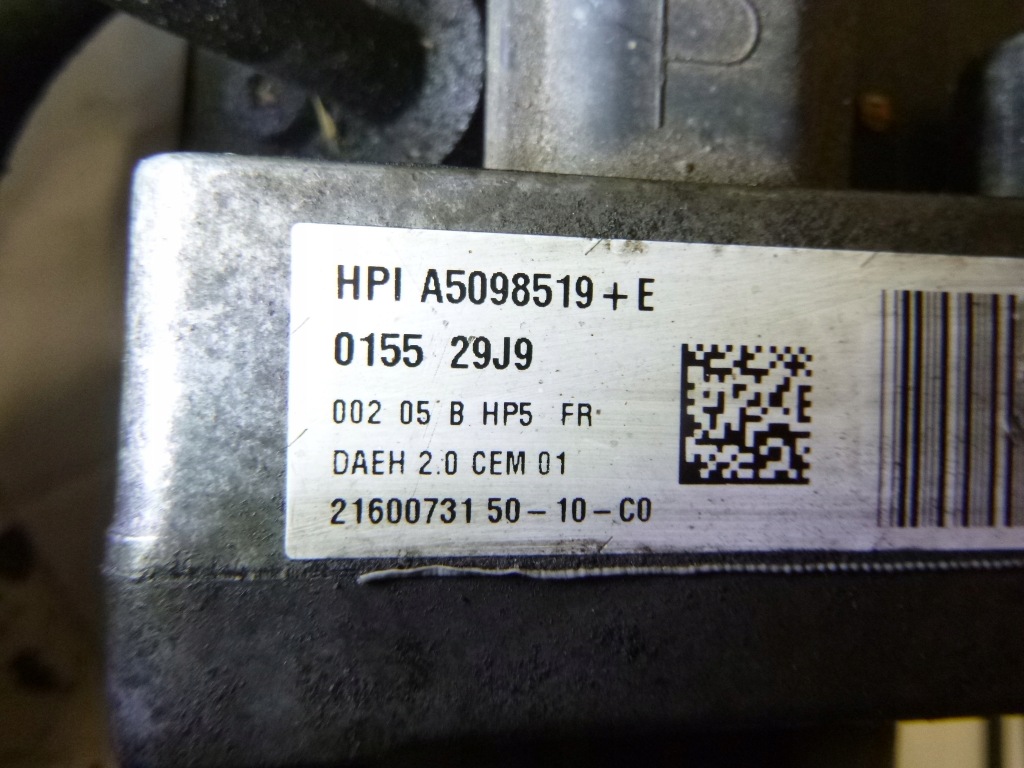 P
HPI A5098519+E
0155 29J9
002 05 B HP5 FR
DAEH 2.0 CEM 01
21600731 50-10-C0